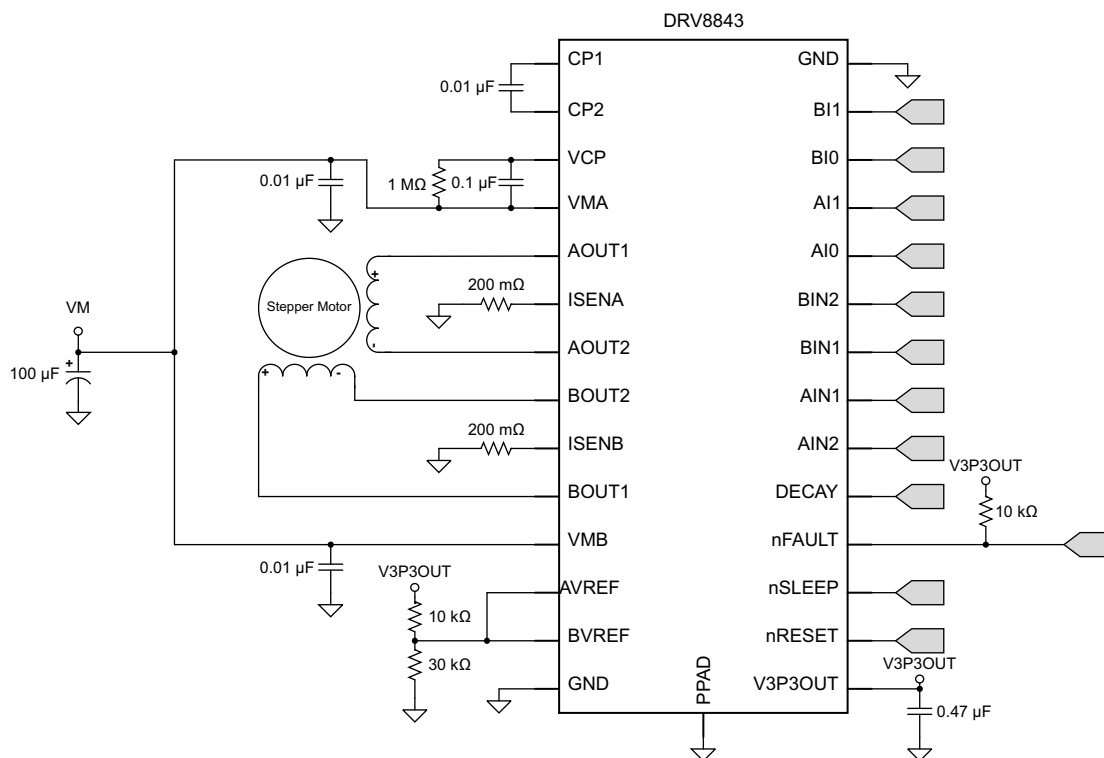 DRV8843
CP1
GND
0.01 µF
CP2
BI1
VCP
BI0
0.01 µF
1 MΩ
0.1 µF
VMA
AI1
AOUT1
AI0
+
200 mΩ
Stepper Motor
ISENA
BIN2
VM
-
AOUT2
BIN1
+
100 µF
+
-
BOUT2
AIN1
200 mΩ
ISENB
AIN2
V3P3OUT
BOUT1
DECAY
10 kΩ
VMB
nFAULT
0.01 µF
V3P3OUT
AVREF
nSLEEP
10 kΩ
BVREF
nRESET
30 kΩ
V3P3OUT
GND
PPAD
V3P3OUT
0.47 µF